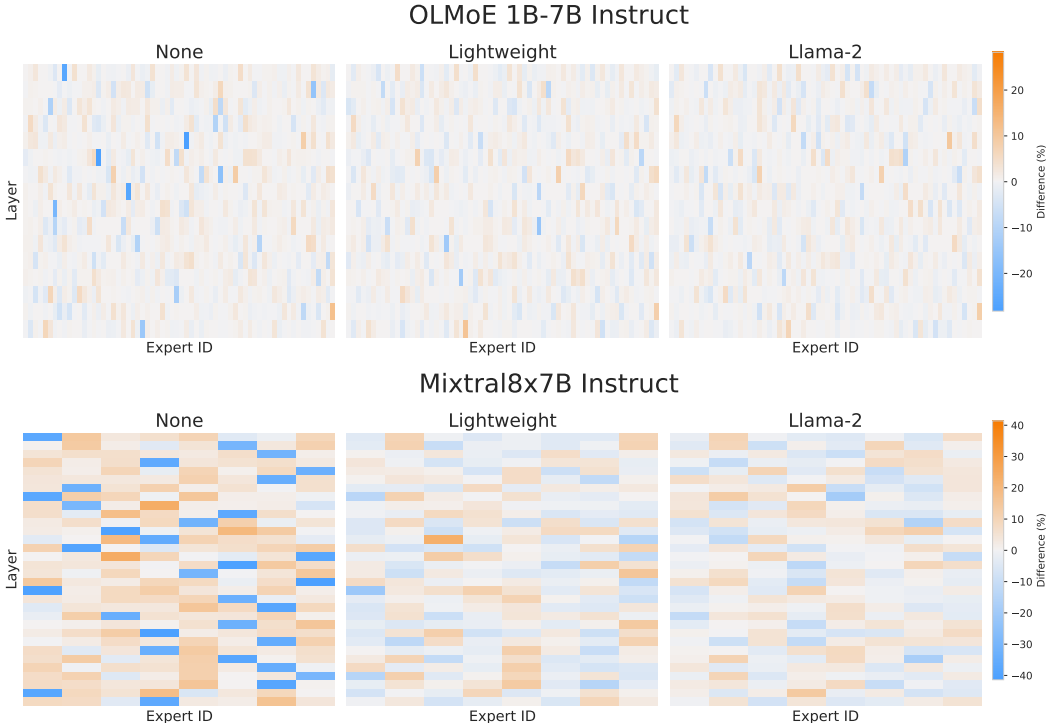 OLMoE 1B-7B Instruct
None
Lightweight
Llama-2
Layer
Expert ID
Expert ID
Expert ID
20
10
0
−10
−20
Difference (%)
Mixtral8x7B Instruct
None
Lightweight
Llama-2
Layer
Expert ID
Expert ID
Expert ID
40
30
20
10
0
−10
−20
−30
−40
Difference (%)